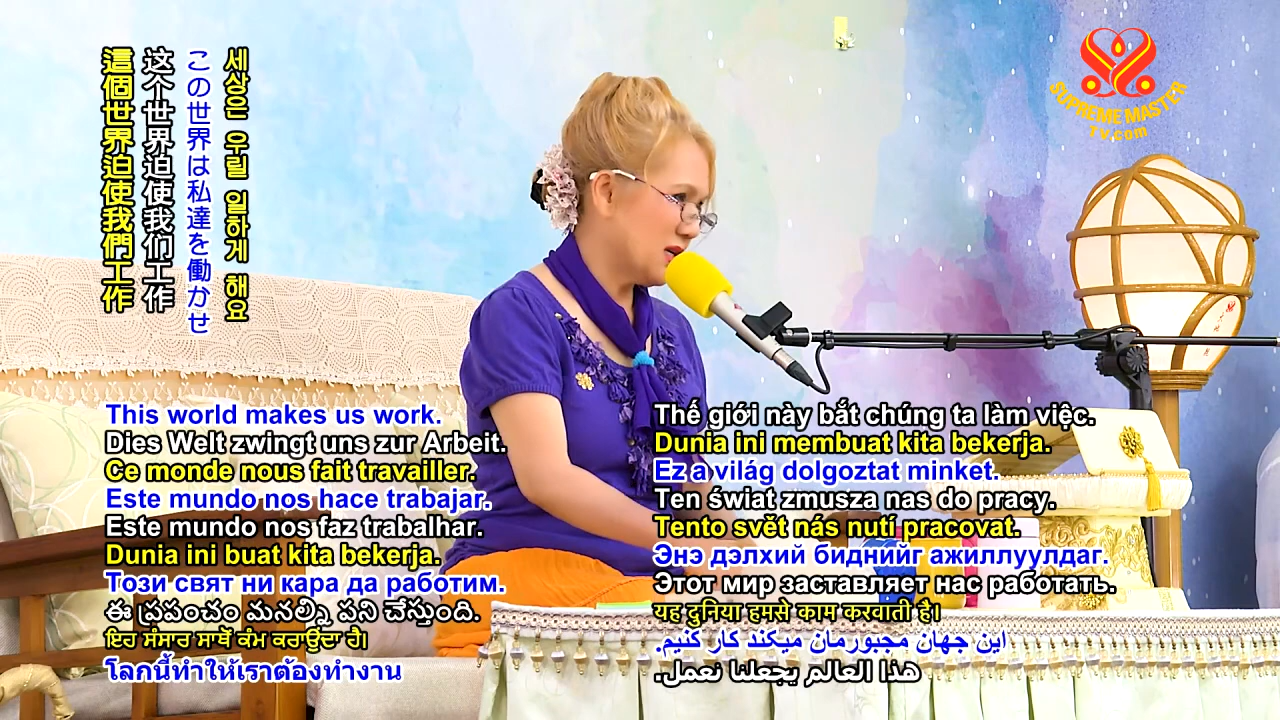 세상은 우릴 일하게 해요
この世界は私達を働かせ
这个世界迫使我们工作
這個世界迫使我們工作
SUPREME MASTER
TV.com
This world makes us work.
Dies Welt zwingt uns zur Arbeit.
Ce monde nous fait travailler.
Este mundo nos hace trabajar.
Este mundo nos faz trabalhar.
Dunia ini buat kita bekerja.
Този свят ни кара да работим.
ఈ ప్రపంచం మనల్ని పని చేస్తుంది.
ਇਹ ਸੰਸਾਰ ਸਾਥੋਂ ਕੰਮ ਕਰਾਉਂਦਾ ਹੈ।
โลกนี้ทำให้เราต้องทำงาน
Thế giới này bắt chúng ta làm việc.
Dunia ini membuat kita bekerja.
Ez a világ dolgoztat minket.
Ten świat zmusza nas do pracy.
Tento svět nás nutí pracovat.
Энэ дэлхий биднийг ажиллуулдаг.
Этот мир заставляет нас работать.
यह दुनिया हमसे काम करवाती है।
این جهان مجبورمان میکند کار کنیم.
هذا العالم يجعلنا نعمل.